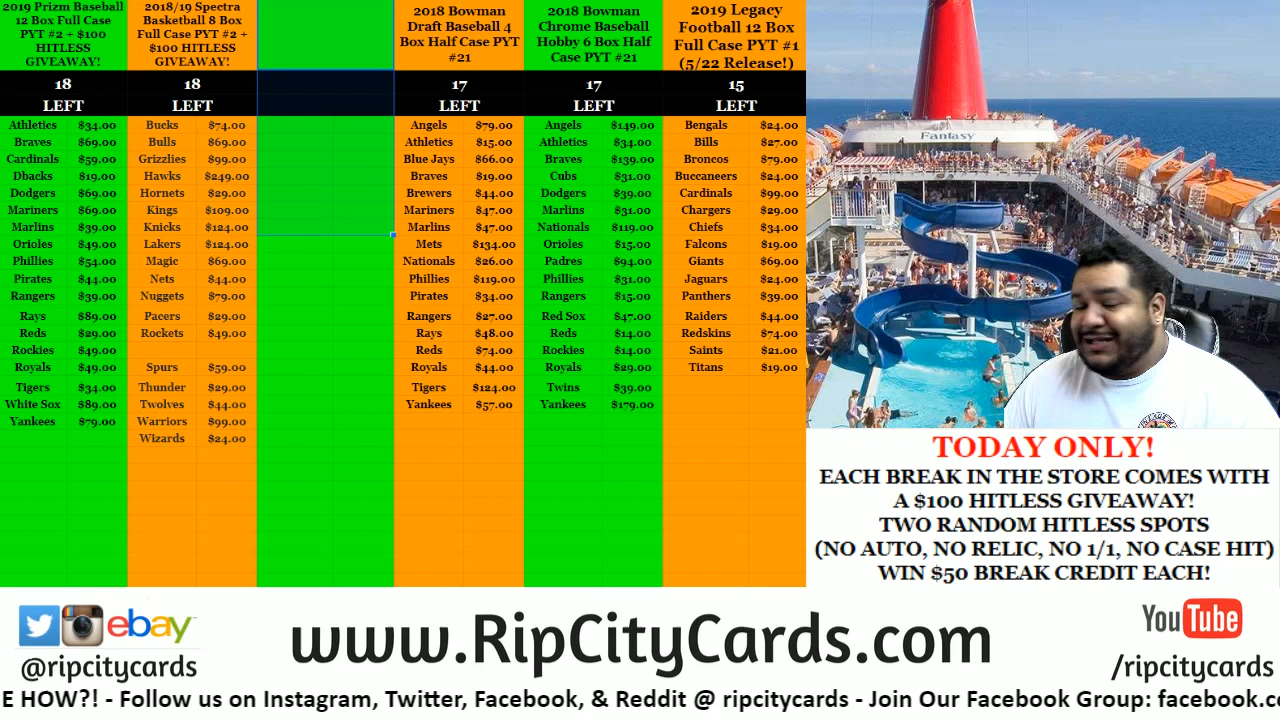 2019 Prizm Baseball
12 Box Full Case
PYT #2 + $100
HITLESS
GIVEAWAY!
18
LEFT
Athletics $34.00
Braves $69.00
Cardinals $59.00
Dbacks $19.00
Dodgers $69.00
Mariners $69.00
Marlins $39.00
Orioles $49.00
Phillies $54.00
Pirates $44.00
Rangers $39.00
Rays $89.00
Reds $29.00
Rockies $49.00
Royals $49.00
Tigers $34.00
White Sox $89.00
Yankees $79.00
2018/19 Spectra
Basketball 8 Box
Full Case PYT #2 +
$100 HITLESS
GIVEAWAY!
18
LEFT
Bucks $74.00
Bulls $69.00
Grizzlies $99.00
Hawks $249.00
Hornets $29.00
Kings $109.00
Knicks $124.00
Lakers $124.00
Magic $69.00
Nets $44.00
Nuggets $79.00
Pacers $29.00
Rockets $49.00
Spurs $59.00
Thunder $29.00
Twolves $44.00
Warriors $99.00
Wizards $24.00
2018 Bowman
Draft Baseball 4
Box Half Case PYT
#21
17
LEFT
Angels $79.00
Athletics $15.00
Blue Jays $66.00
Braves $19.00
Brewers $44.00
Mariners $47.00
Marlins $47.00
Mets $134.00
Nationals $26.00
Phillies $119.00
Pirates $34.00
Rangers $27.00
Rays $48.00
Reds $74.00
Royals $44.00
Tigers $124.00
Yankees $57.00
2018 Bowman
Chrome Baseball
Hobby 6 Box Half
Case PYT #21
17
LEFT
Angels $149.00
Athletics $34.00
Braves $139.00
Cubs $31.00
Dodgers $39.00
Marlins $31.00
Nationals $119.00
Orioles $15.00
Padres $94.00
Phillies $31.00
Rangers $15.00
Red Sox $47.00
Reds $14.00
Rockies $14.00
Royals $29.00
Twins $39.00
Yankees $179.00
2019 Legacy
Football 12 Box
Full Case PYT #1
(5/22 Release!)
15
LEFT
Bengals $24.00
Bills $27.00
Broncos $79.00
Buccaneers $24.00
Cardinals $99.00
Chargers $29.00
Chiefs $34.00
Falcons $19.00
Giants $69.00
Jaguars $24.00
Panthers $39.00
Raiders $44.00
Redskins $74.00
Saints $21.00
Titans $19.00
Fantasy
TODAY ONLY!
EACH BREAK IN THE STORE COMES WITH
A $100 HITLESS GIVEAWAY!
TWO RANDOM HITLESS SPOTS
(NO AUTO, NO RELIC, NO 1/1, NO CASE HIT)
WIN $50 BREAK CREDIT EACH!
ebay
@ripcitycards
www.RipCityCards.com
YouTube
/ripcitycards
E HOW?! - Follow us on Instagram, Twitter, Facebook, & Reddit @ ripcitycards - Join Our Facebook Group: facebook.c